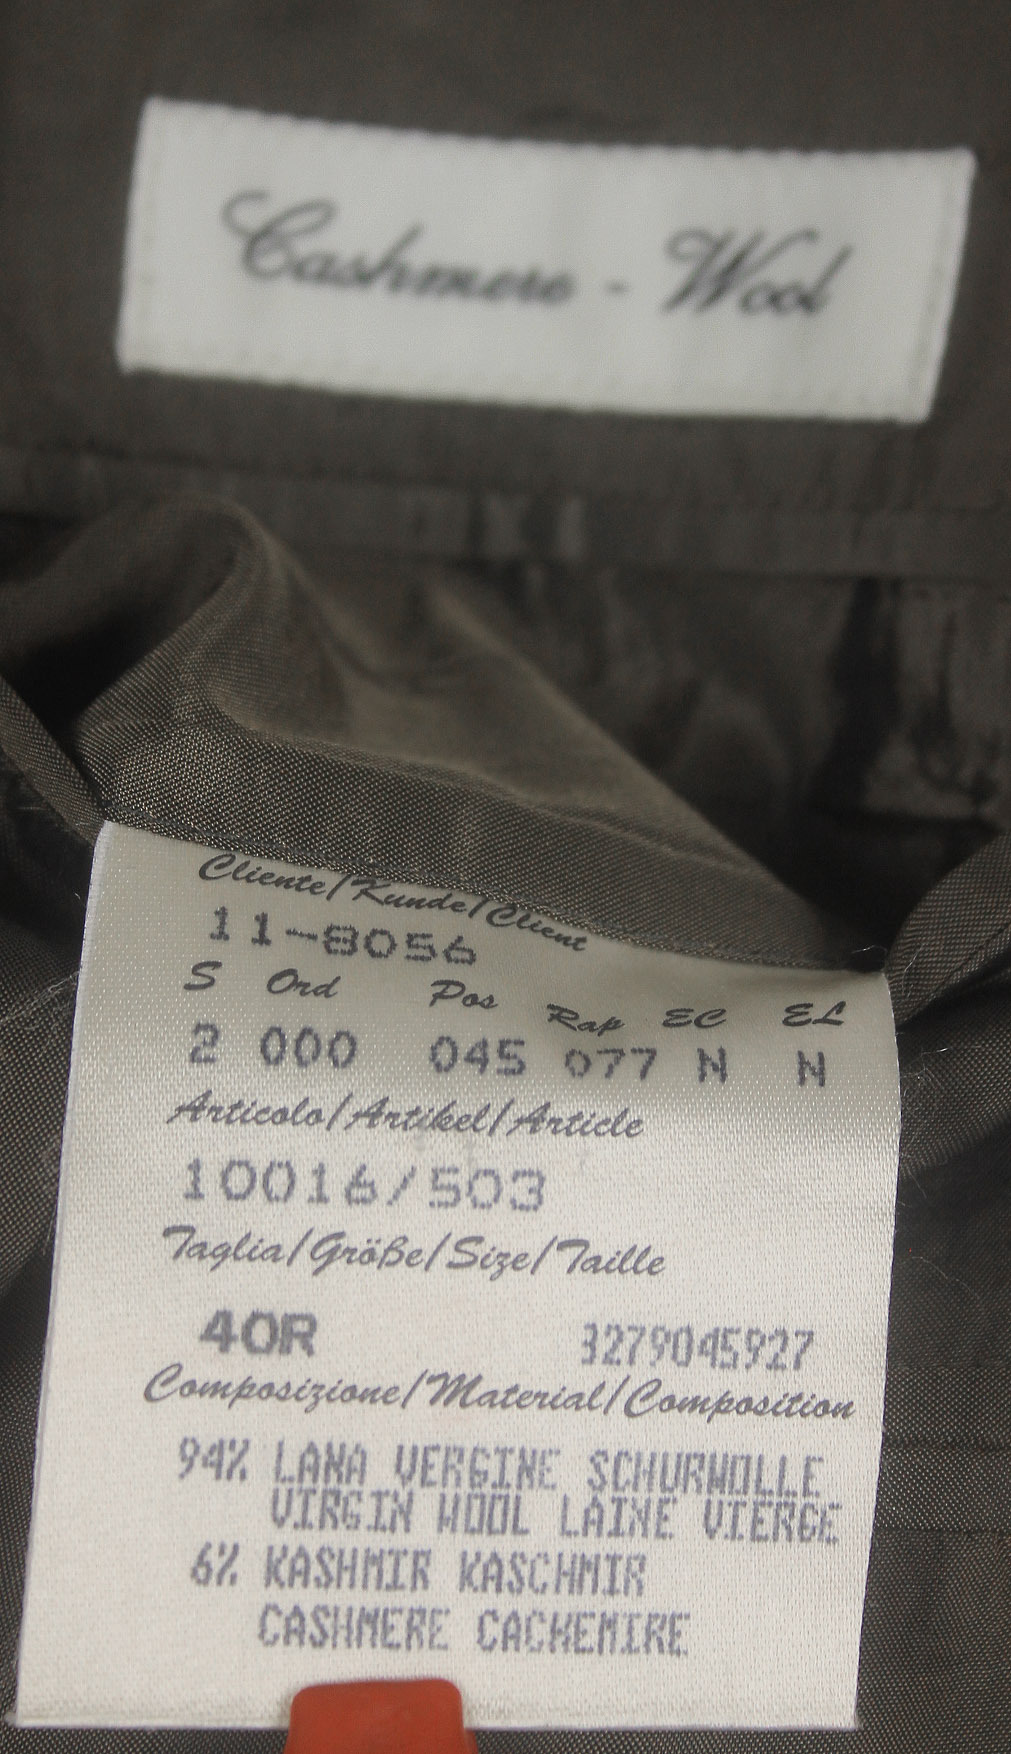 Cashmere - Wool
Cliente/Kunde/Client
11-8056
S Ord Pos Rap EC EL
2 000 045 077 N N
Articolo/Artikel/Article
10016/503
Taglia/Größe/Size/Taille
40R 3279045927
Composizione/Material/Composition
94% LANA VERGINE SCHURWOLLE
VIRGIN WOOL LAINE VIERGE
6% KASHMIR KASCHMIR
CASHMERE CACHEMIRE